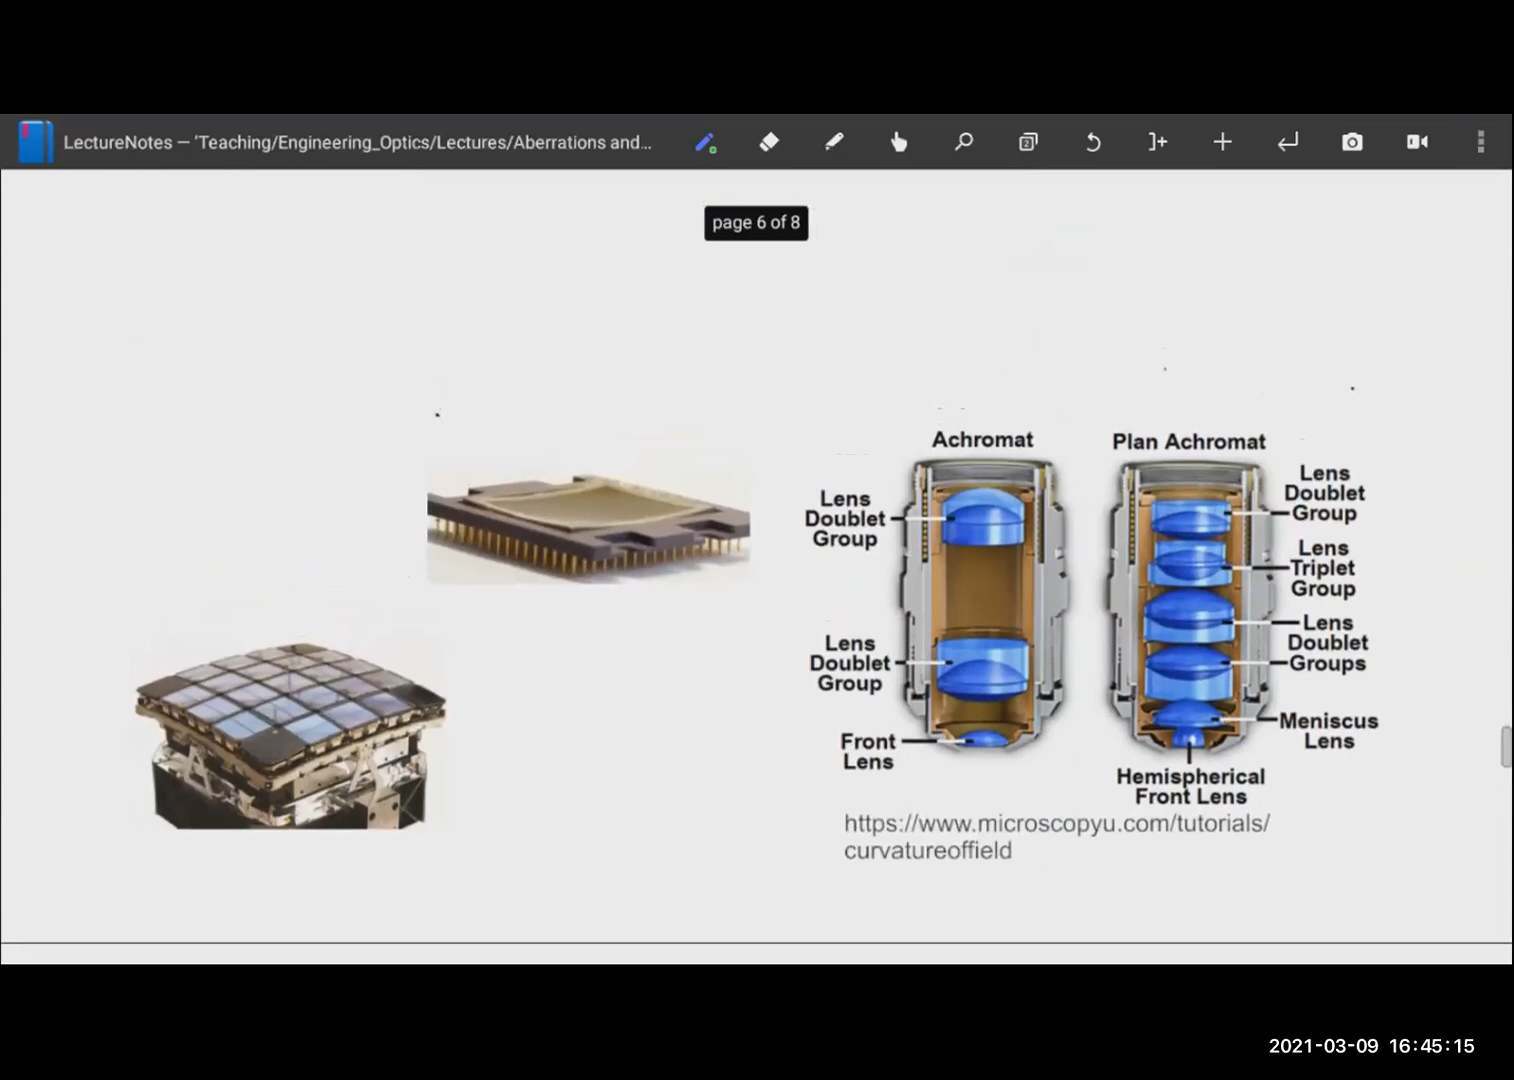 LectureNotes — ‘Teaching/Engineering_Optics/Lectures/Aberrations and...
2
page 6 of 8
Achromat
Lens
Doublet
Group
Lens
Doublet
Group
Front
Lens
Plan Achromat
Lens
Doublet
Group
Lens
Triplet
Group
Lens
Doublet
Groups
Meniscus
Lens
Hemispherical
Front Lens
https://www.microscopyu.com/tutorials/
curvatureoffield
2021-03-09 16:45:15